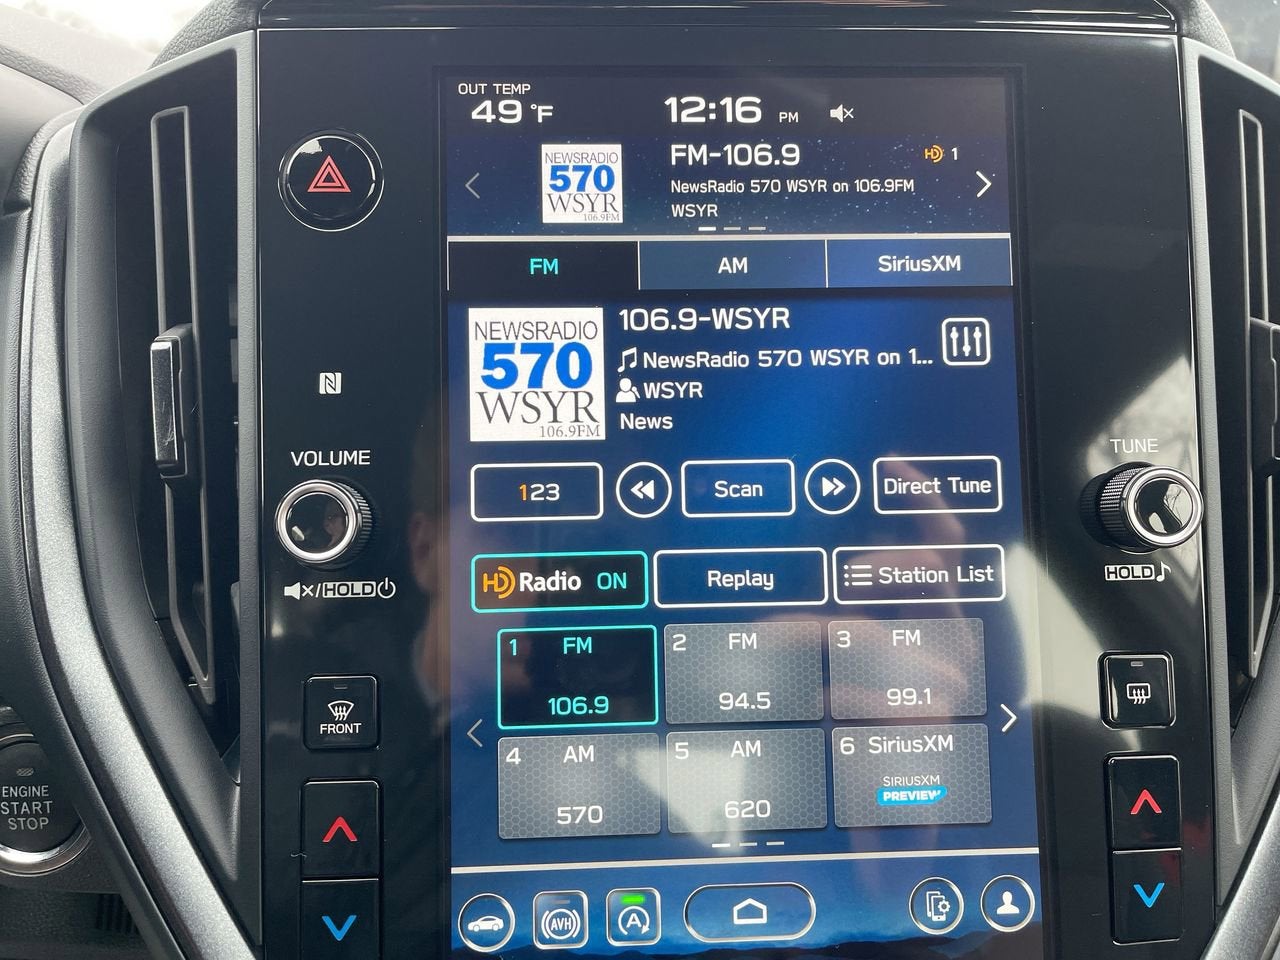 OUT TEMP
49 °F
12:16 PM
NEWSRADIO
570
WSYR
106.9FM
FM-106.9
HD 1
NewsRadio 570 WSYR on 106.9FM
WSYR
FM
AM
SiriusXM
NEWSRADIO
570
WSYR
106.9FM
106.9-WSYR
NewsRadio 570 WSYR on 1...
WSYR
News
N
VOLUME
TUNE
123
Scan
Direct Tune
/HOLD
HOLD
HD Radio ON
Replay
Station List
1 FM
106.9
2 FM
94.5
3 FM
99.1
4 AM
570
5 AM
620
6 SiriusXM
SIRIUSXM
PREVIEW
FRONT
ENGINE
START
STOP
AVH
A